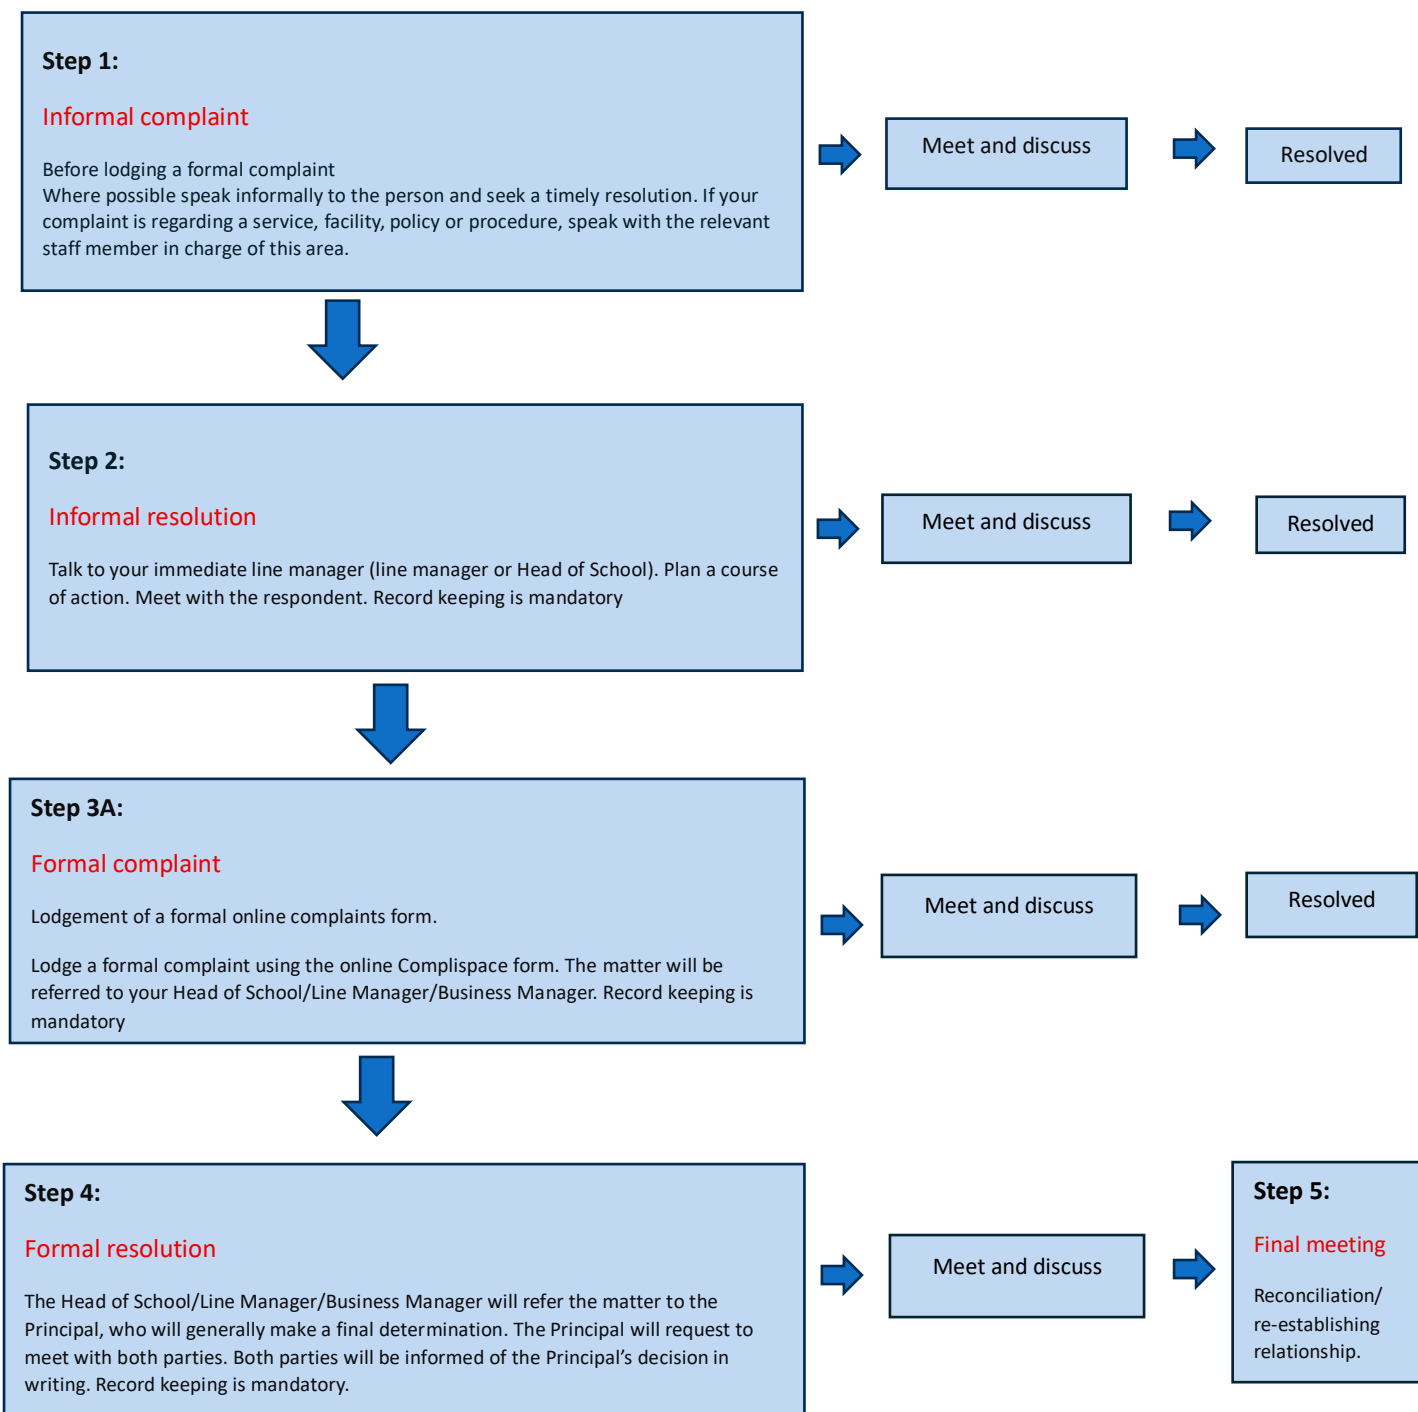 Step 1:
Informal complaint
Before lodging a formal complaint
Where possible speak informally to the person and seek a timely resolution. If your
complaint is regarding a service, facility, policy or procedure, speak with the relevant
staff member in charge of this area.
Meet and discuss
Resolved
Step 2:
Informal resolution
Talk to your immediate line manager (line manager or Head of School). Plan a course
of action. Meet with the respondent. Record keeping is mandatory
Meet and discuss
Resolved
Step 3A:
Formal complaint
Lodgement of a formal online complaints form.
Lodge a formal complaint using the online Complispace form. The matter will be
referred to your Head of School/Line Manager/Business Manager. Record keeping is
mandatory
Meet and discuss
Resolved
Step 4:
Formal resolution
The Head of School/Line Manager/Business Manager will refer the matter to the
Principal, who will generally make a final determination. The Principal will request to
meet with both parties. Both parties will be informed of the Principal’s decision in
writing. Record keeping is mandatory.
Meet and discuss
Step 5:
Final meeting
Reconciliation/
re-establishing
relationship.